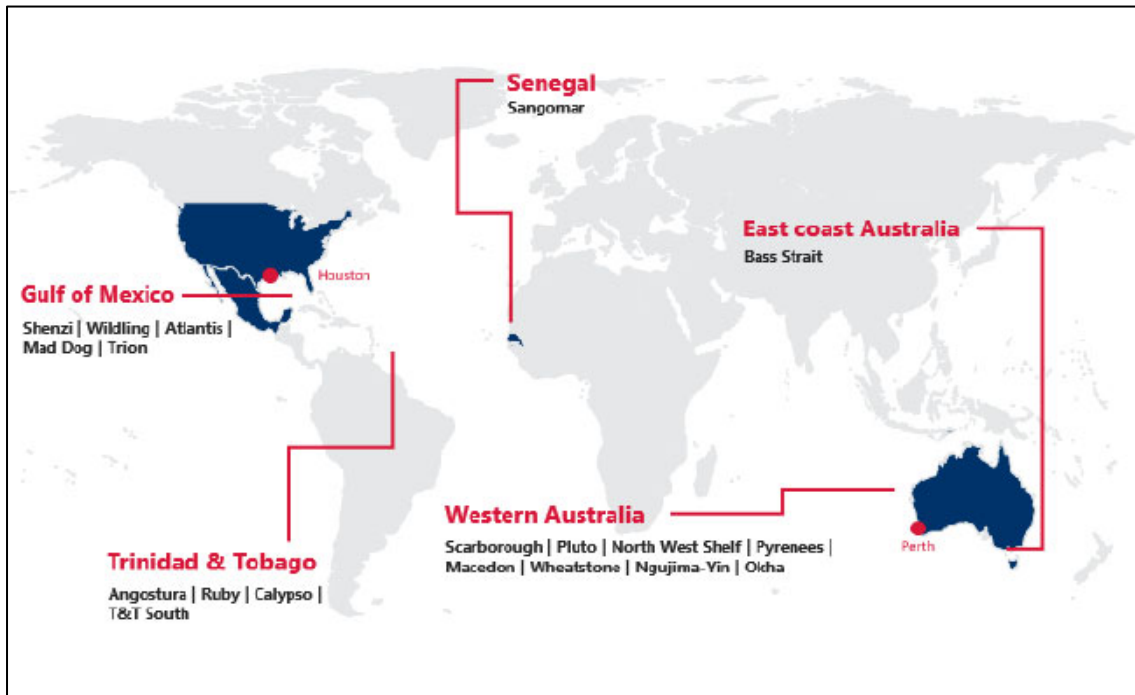 Senegal
Sangomar
East coast Australia
Bass Strait
Houston
Gulf of Mexico
Shenzi | Wildling | Atlantis |
Mad Dog | Trion
Western Australia
Scarborough | Pluto | North West Shelf | Pyrenees |
Macedon | Wheatstone | Ngujima-Yin | Okha
Perth
Trinidad & Tobago
Angostura | Ruby | Calypso |
T&T South